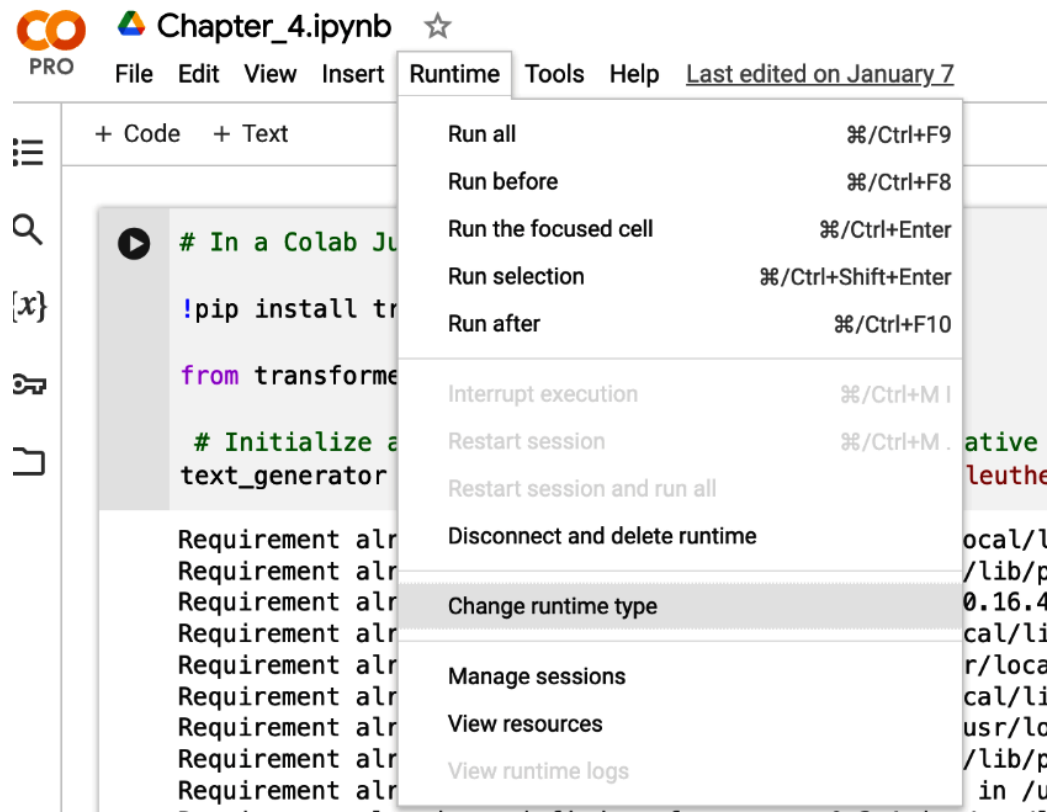 CO
PRO
Chapter_4.ipynb
File Edit View Insert Runtime Tools Help Last edited on January 7
+ Code + Text
Run all ⌘/Ctrl+F9
Run before ⌘/Ctrl+F8
Run the focused cell ⌘/Ctrl+Enter
Run selection ⌘/Ctrl+Shift+Enter
Run after ⌘/Ctrl+F10
Interrupt execution ⌘/Ctrl+M I
Restart session ⌘/Ctrl+M .
Restart session and run all
Disconnect and delete runtime
Change runtime type
Manage sessions
View resources
View runtime logs
{x}
# In a Colab Ju
!pip install tr
from transforme
# Initialize a ative
text_generator leuthe
Requirement alr ocal/l
Requirement alr /lib/p
Requirement alr 0.16.4
Requirement alr cal/li
Requirement alr r/loca
Requirement alr cal/li
Requirement alr usr/lo
Requirement alr /lib/p
Requirement alr in /u